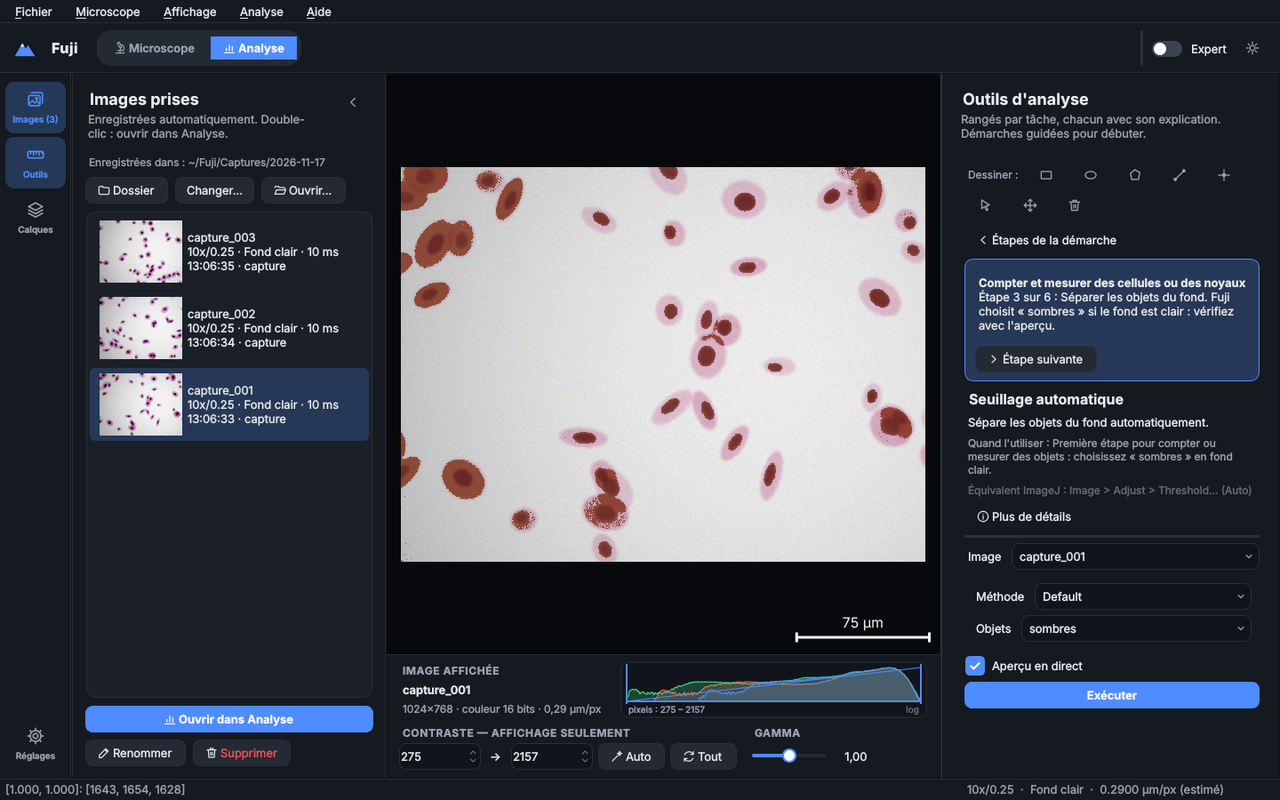 Fichier Microscope Affichage Analyse Aide
Fuji Microscope Analyse Expert
Images (3)
Outils
Calques
Réglages
Images prises
Enregistrées automatiquement. Double-
clic : ouvrir dans Analyse.
Enregistrées dans : ~/Fuji/Captures/2026-11-17
Dossier Changer... Ouvrir...
capture_003
10x/0.25 · Fond clair · 10 ms
13:06:35 · capture
capture_002
10x/0.25 · Fond clair · 10 ms
13:06:34 · capture
capture_001
10x/0.25 · Fond clair · 10 ms
13:06:33 · capture
Ouvrir dans Analyse
Renommer Supprimer
75 µm
IMAGE AFFICHÉE
capture_001
1024×768 · couleur 16 bits · 0,29 µm/px
pixels : 275 – 2157 log
CONTRASTE — AFFICHAGE SEULEMENT GAMMA
275 → 2157 Auto Tout 1,00
Outils d'analyse
Rangés par tâche, chacun avec son explication.
Démarches guidées pour débuter.
Dessiner :
Étapes de la démarche
Compter et mesurer des cellules ou des noyaux
Étape 3 sur 6 : Séparer les objets du fond. Fuji
choisit « sombres » si le fond est clair : vérifiez
avec l'aperçu.
Étape suivante
Seuillage automatique
Sépare les objets du fond automatiquement.
Quand l'utiliser : Première étape pour compter ou
mesurer des objets : choisissez « sombres » en fond
clair.
Équivalent ImageJ : Image > Adjust > Threshold... (Auto)
Plus de détails
Image capture_001
Méthode Default
Objets sombres
Aperçu en direct
Exécuter
[1.000, 1.000]: [1643, 1654, 1628] 10x/0.25 · Fond clair · 0.2900 µm/px (estimé)